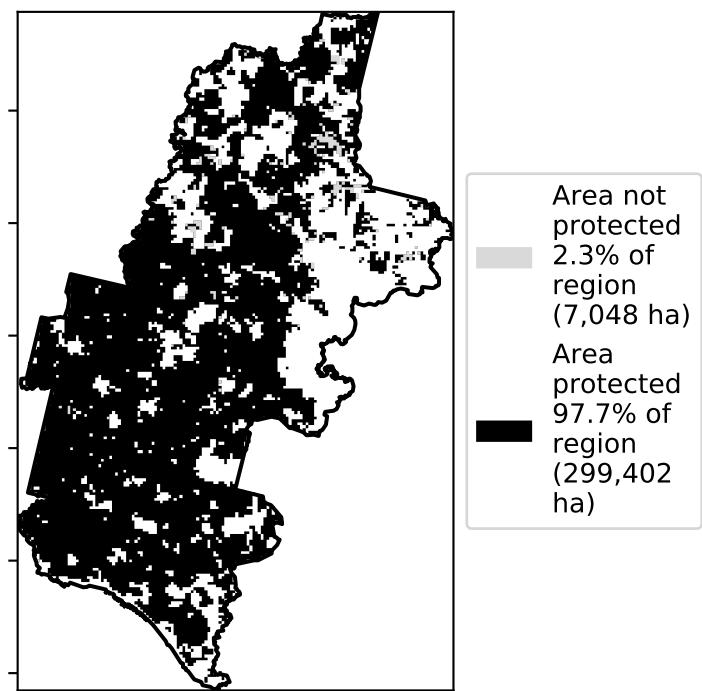 Area not
protected
2.3% of
region
(7,048 ha)
Area
protected
97.7% of
region
(299,402
ha)